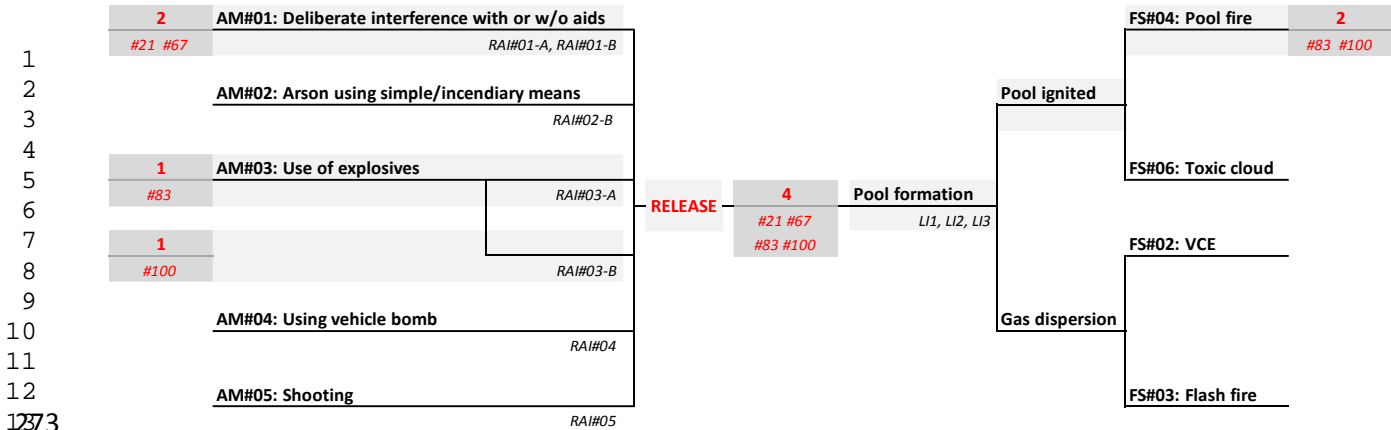 2 AM#01: Deliberate interference with or w/o aids FS#04: Pool fire 2
#21 #67 RAI#01-A, RAI#01-B #83 #100
1
2 AM#02: Arson using simple/incendiary means Pool ignited
3 RAI#02-B
4
1 AM#03: Use of explosives FS#06: Toxic cloud
5 #83 RAI#03-A
6 RELEASE 4 Pool formation
#21 #67 LI1, LI2, LI3
7 1 #83 #100 FS#02: VCE
8 #100 RAI#03-B
9
10 AM#04: Using vehicle bomb Gas dispersion
11 RAI#04
12 AM#05: Shooting FS#03: Flash fire
13 273 RAI#05